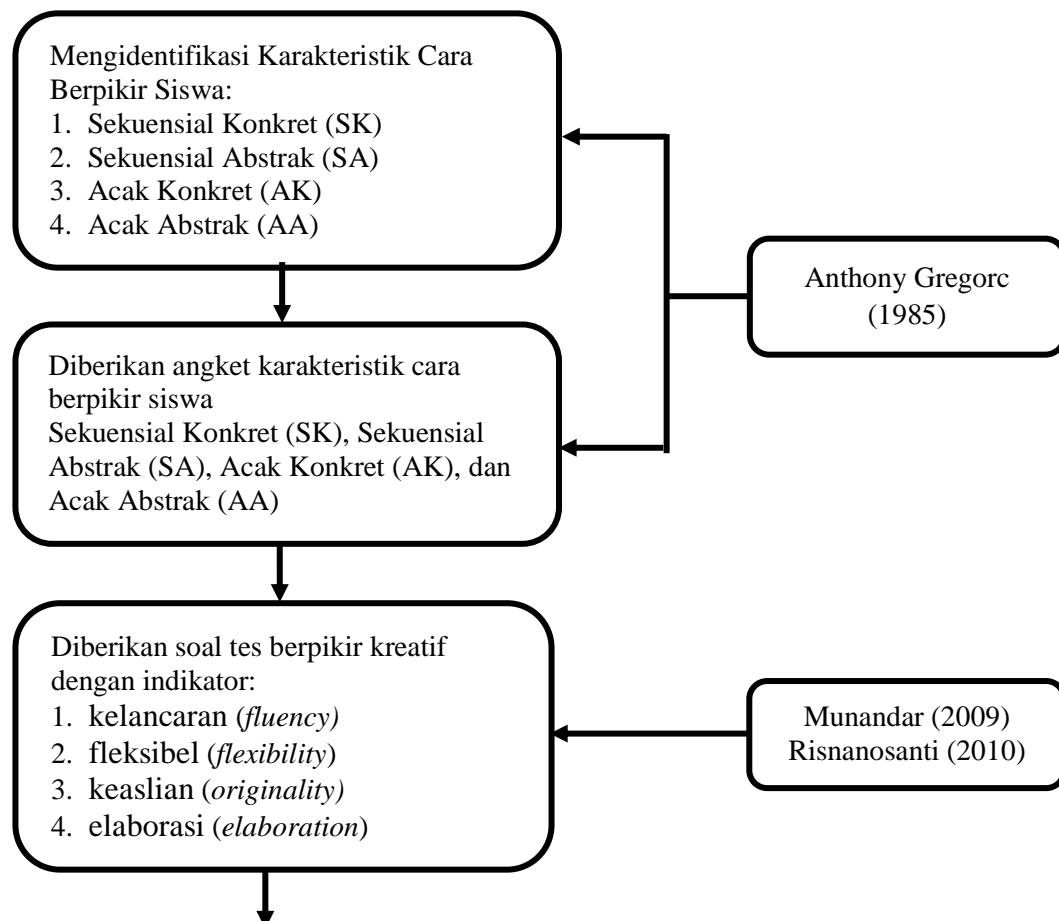 Mengidentifikasi Karakteristik Cara
Berpikir Siswa:
1. Sekuensial Konkret (SK)
2. Sekuensial Abstrak (SA)
3. Acak Konkret (AK)
4. Acak Abstrak (AA)
Anthony Gregorc
(1985)
Diberikan angket karakteristik cara
berpikir siswa
Sekuensial Konkret (SK), Sekuensial
Abstrak (SA), Acak Konkret (AK), dan
Acak Abstrak (AA)
Diberikan soal tes berpikir kreatif
dengan indikator:
1. kelancaran (fluency)
2. fleksibel (flexibility)
3. keaslian (originality)
4. elaborasi (elaboration)
Munandar (2009)
Risnanosanti (2010)